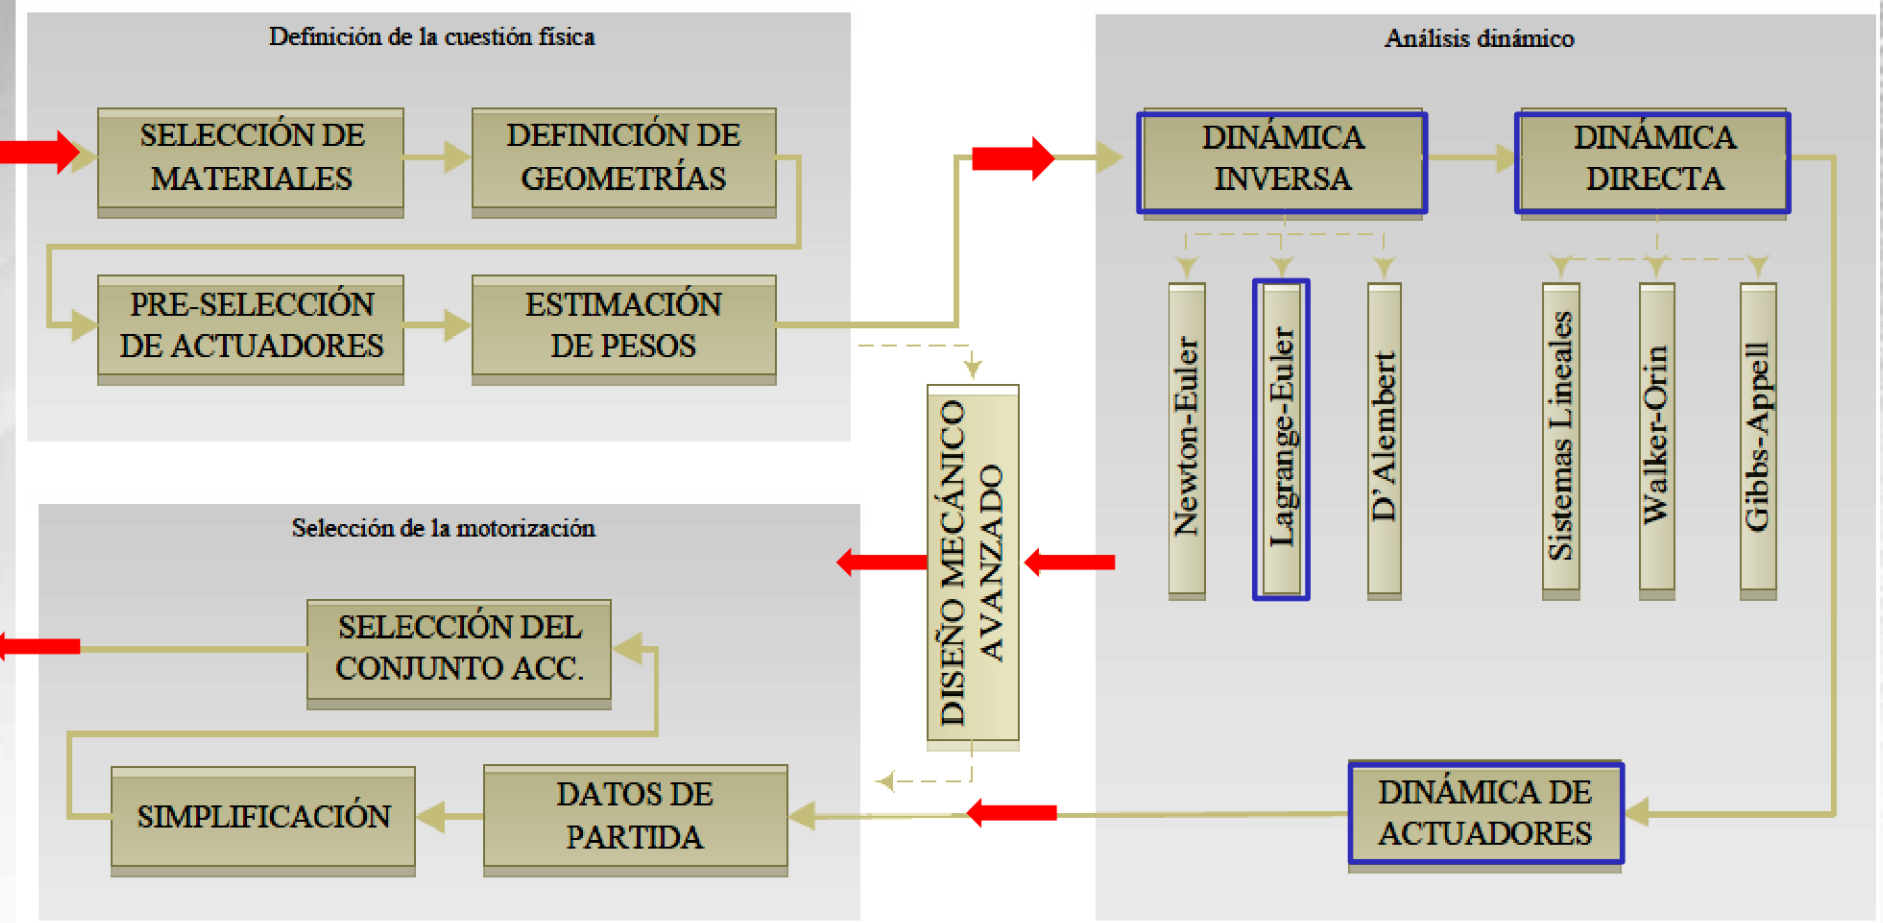 Definición de la cuestión física
SELECCIÓN DE
MATERIALES
DEFINICIÓN DE
GEOMETRÍAS
PRE-SELECCIÓN
DE ACTUADORES
ESTIMACIÓN
DE PESOS
Análisis dinámico
DINÁMICA
INVERSA
DINÁMICA
DIRECTA
Newton-Euler
Lagrange-Euler
D’Alembert
Sistemas Lineales
Walker-Orin
Gibbs-Appell
DISEÑO MECÁNICO
AVANZADO
DINÁMICA DE
ACTUADORES
Selección de la motorización
DATOS DE
PARTIDA
SIMPLIFICACIÓN
SELECCIÓN DEL
CONJUNTO ACC.